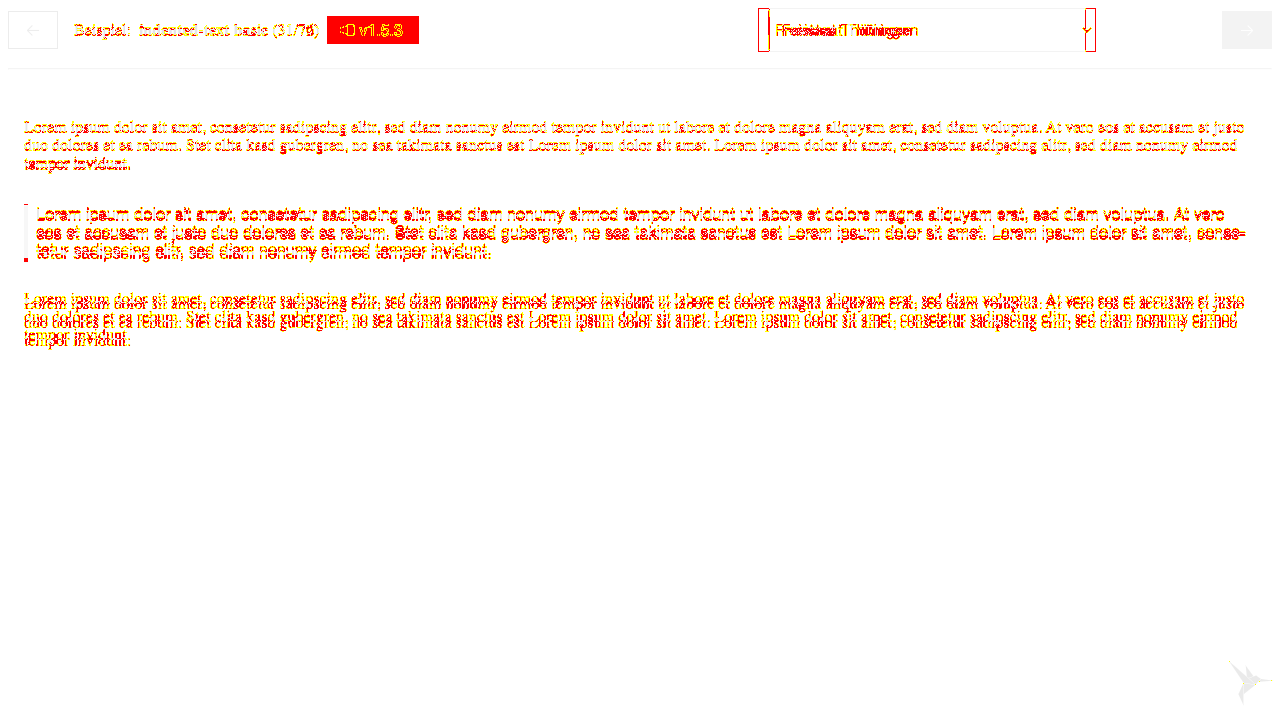 Beispiel: indented-text basic (31/76) v1.5.3
Lorem ipsum dolor sit amet, consetetur sadipscing elitr, sed diam nonumy eirmod tempor invidunt ut labore et dolore magna aliquyam erat, sed diam voluptua. At vero eos et accusam et justo
duo dolores et ea rebum. Stet clita kasd gubergren, no sea takimata sanctus est Lorem ipsum dolor sit amet. Lorem ipsum dolor sit amet, consetetur sadipscing elitr, sed diam nonumy eirmod
tempor invidunt.
Lorem ipsum dolor sit amet, consetetur sadipscing elitr, sed diam nonumy eirmod tempor invidunt ut labore et dolore magna aliquyam erat, sed diam voluptua. At vero
eos et accusam et justo duo dolores et ea rebum. Stet clita kasd gubergren, no sea takimata sanctus est Lorem ipsum dolor sit amet. Lorem ipsum dolor sit amet, conse-
tetur sadipscing elitr, sed diam nonumy eirmod tempor invidunt.
Lorem ipsum dolor sit amet, consetetur sadipscing elitr, sed diam nonumy eirmod tempor invidunt ut labore et dolore magna aliquyam erat, sed diam voluptua. At vero eos et accusam et justo
duo dolores et ea rebum. Stet clita kasd gubergren, no sea takimata sanctus est Lorem ipsum dolor sit amet. Lorem ipsum dolor sit amet, consetetur sadipscing elitr, sed diam nonumy eirmod
tempor invidunt.